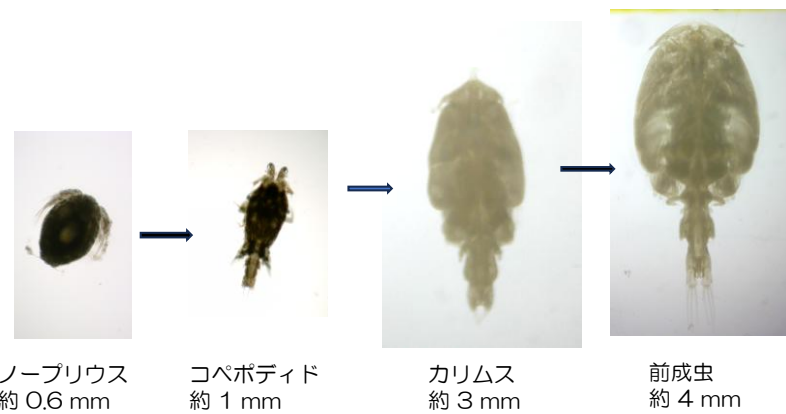 ノープリウス
約 0.6 mm
コペポディド
約 1 mm
カリムス
約 3 mm
前成虫
約 4 mm